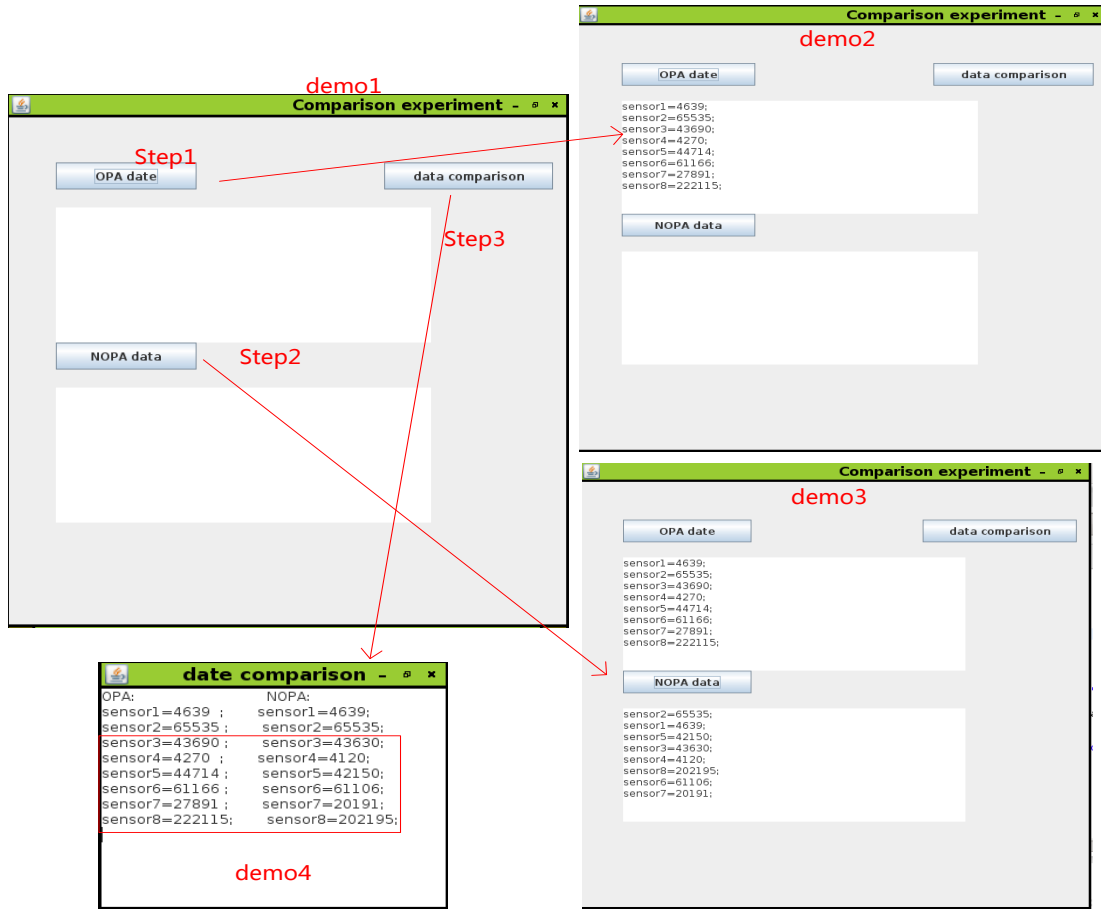 demo1
Comparison experiment
Step1
OPA date
data comparison
Step3
NOPA data
Step2
Comparison experiment
demo2
OPA date
data comparison
sensor1=4639;
sensor2=65535;
sensor3=43690;
sensor4=4270;
sensor5=44714;
sensor6=61166;
sensor7=27891;
sensor8=222115;
NOPA data
Comparison experiment
demo3
OPA date
data comparison
sensor1=4639;
sensor2=65535;
sensor3=43690;
sensor4=4270;
sensor5=44714;
sensor6=61166;
sensor7=27891;
sensor8=222115;
NOPA data
sensor2=65535;
sensor1=4639;
sensor5=42150;
sensor3=43630;
sensor4=4120;
sensor8=202195;
sensor6=61106;
sensor7=20191;
date comparison
OPA: NOPA:
sensor1=4639 ; sensor1=4639;
sensor2=65535 ; sensor2=65535;
sensor3=43690 ; sensor3=43630;
sensor4=4270 ; sensor4=4120;
sensor5=44714 ; sensor5=42150;
sensor6=61166 ; sensor6=61106;
sensor7=27891 ; sensor7=20191;
sensor8=222115; sensor8=202195;
demo4